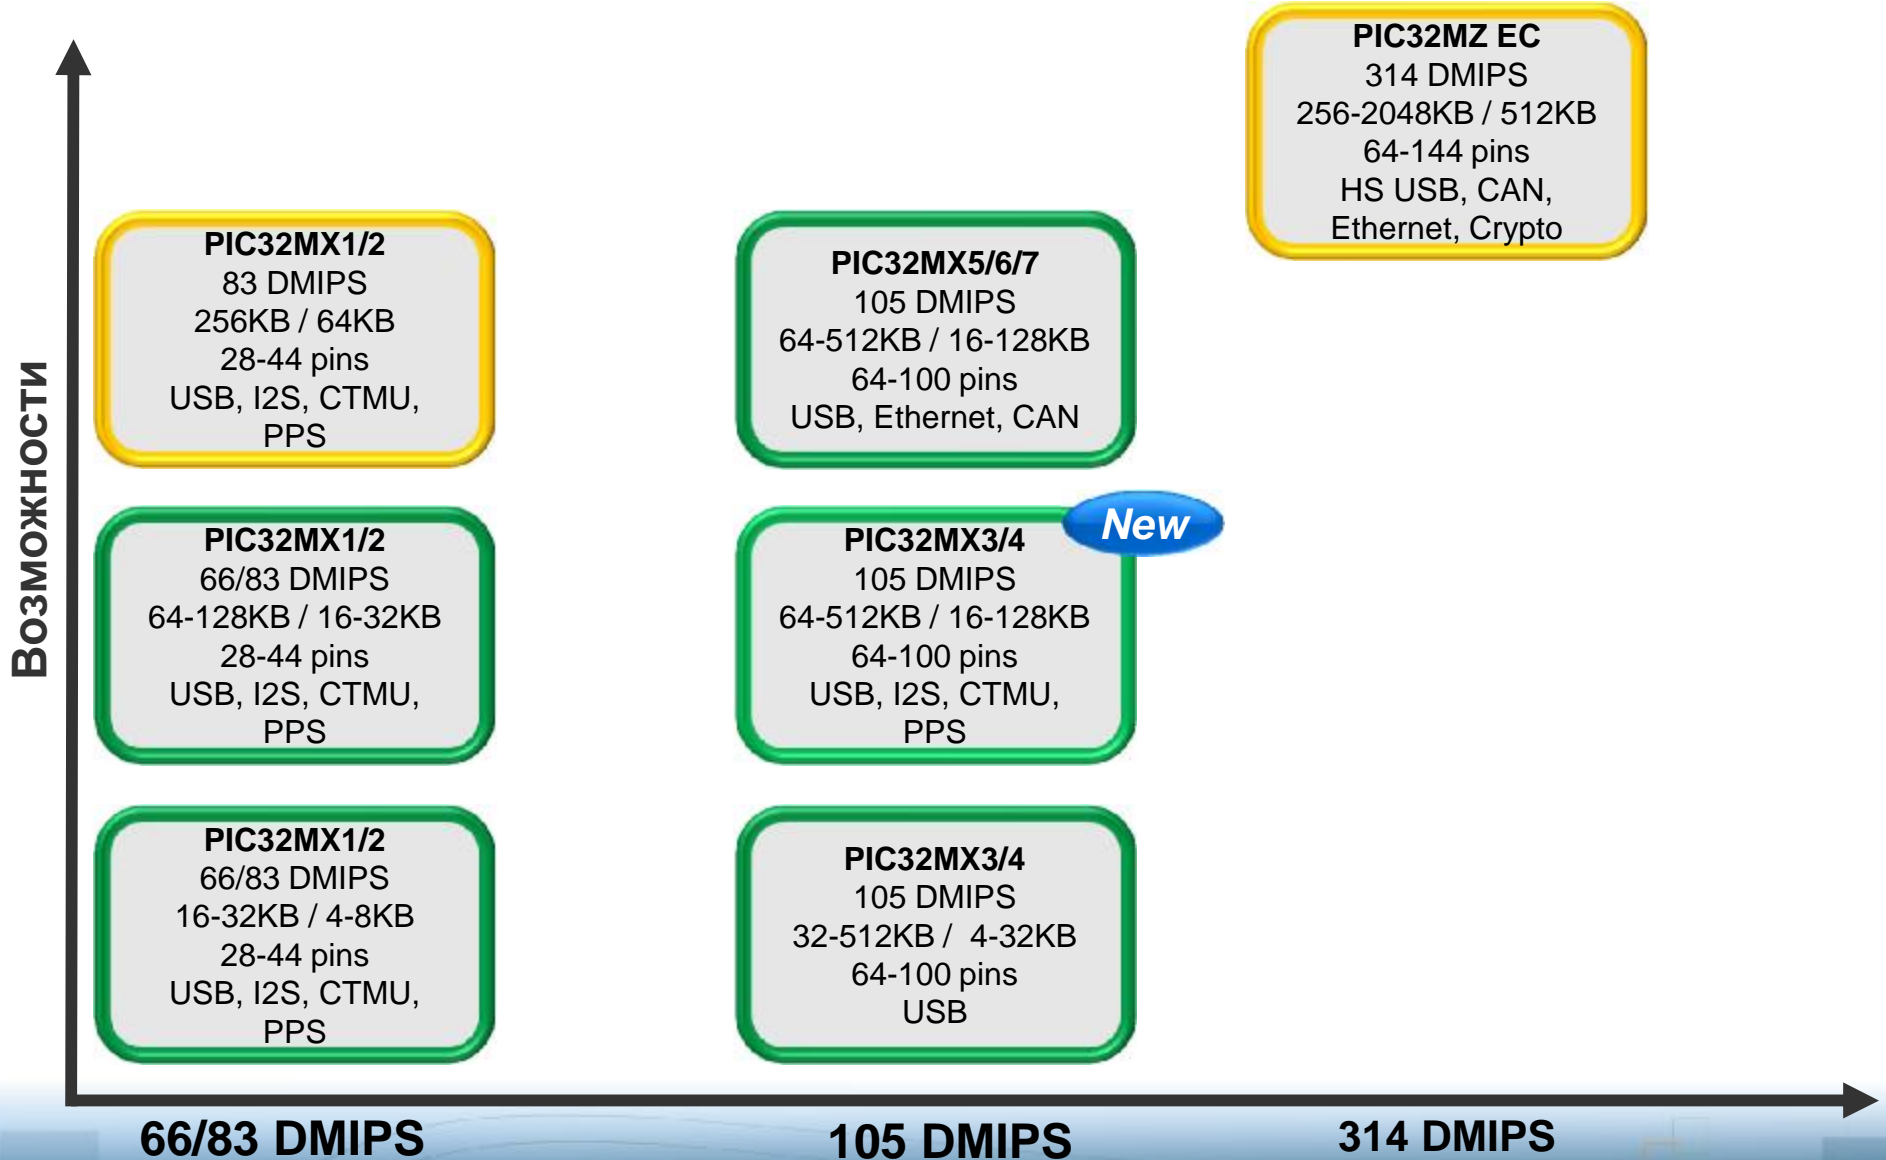 Возможности
PIC32MZ EC
314 DMIPS
256-2048KB / 512KB
64-144 pins
HS USB, CAN,
Ethernet, Crypto
PIC32MX1/2
83 DMIPS
256KB / 64KB
28-44 pins
USB, I2S, CTMU,
PPS
PIC32MX5/6/7
105 DMIPS
64-512KB / 16-128KB
64-100 pins
USB, Ethernet, CAN
PIC32MX1/2
66/83 DMIPS
64-128KB / 16-32KB
28-44 pins
USB, I2S, CTMU,
PPS
New
PIC32MX3/4
105 DMIPS
64-512KB / 16-128KB
64-100 pins
USB, I2S, CTMU,
PPS
PIC32MX1/2
66/83 DMIPS
16-32KB / 4-8KB
28-44 pins
USB, I2S, CTMU,
PPS
PIC32MX3/4
105 DMIPS
32-512KB / 4-32KB
64-100 pins
USB
66/83 DMIPS
105 DMIPS
314 DMIPS